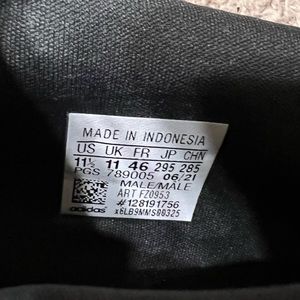 MADE IN INDONESIA
US UK FR JP CHN
11½ 11 46 295 285
PGS 789005 06/21
MALE/MALE
ART FZ0953
#128191756
adidas x6LB9NMS00325